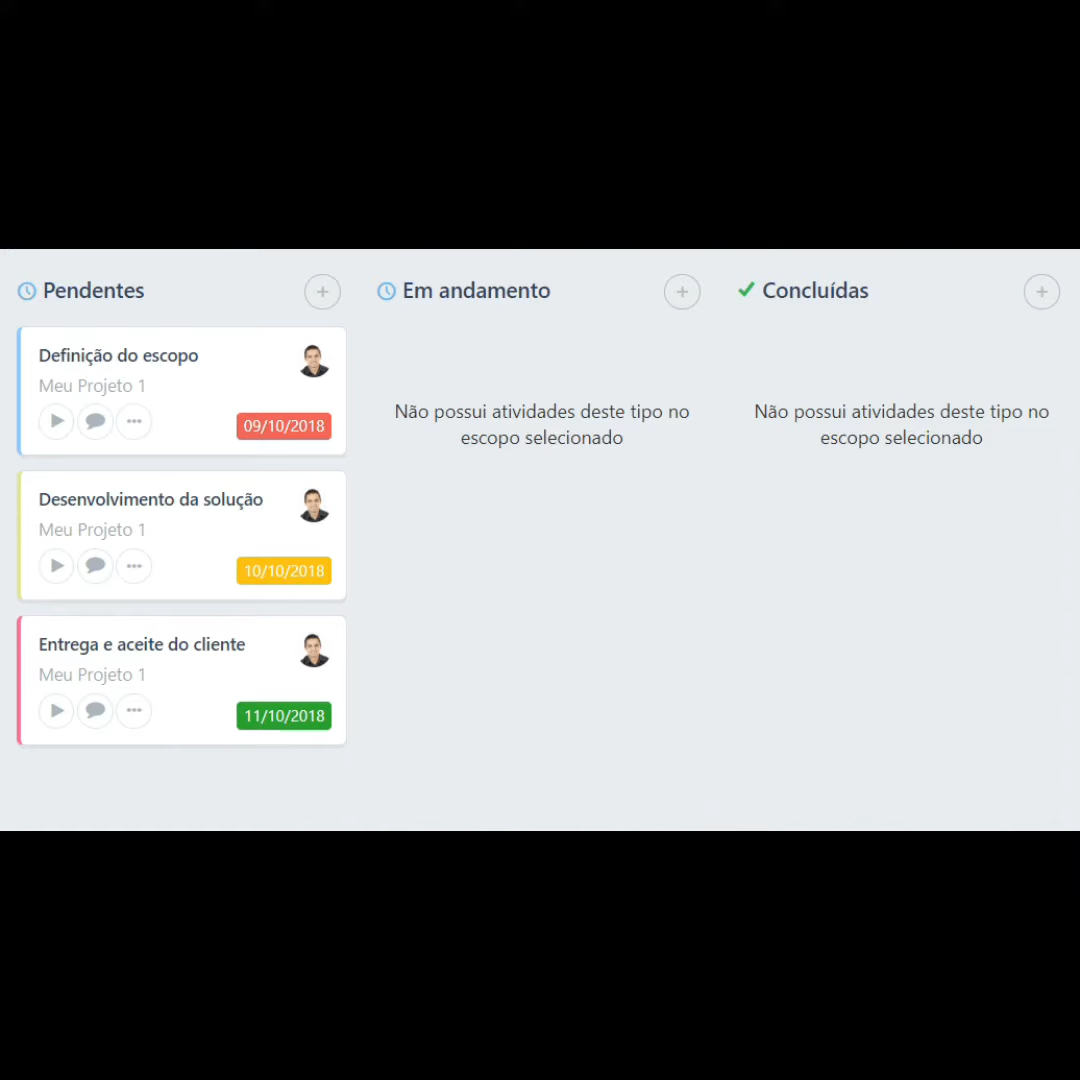 Pendentes
Definição do escopo
Meu Projeto 1
09/10/2018
Desenvolvimento da solução
Meu Projeto 1
10/10/2018
Entrega e aceite do cliente
Meu Projeto 1
11/10/2018
Em andamento
Não possui atividades deste tipo no
escopo selecionado
Concluídas
Não possui atividades deste tipo no
escopo selecionado